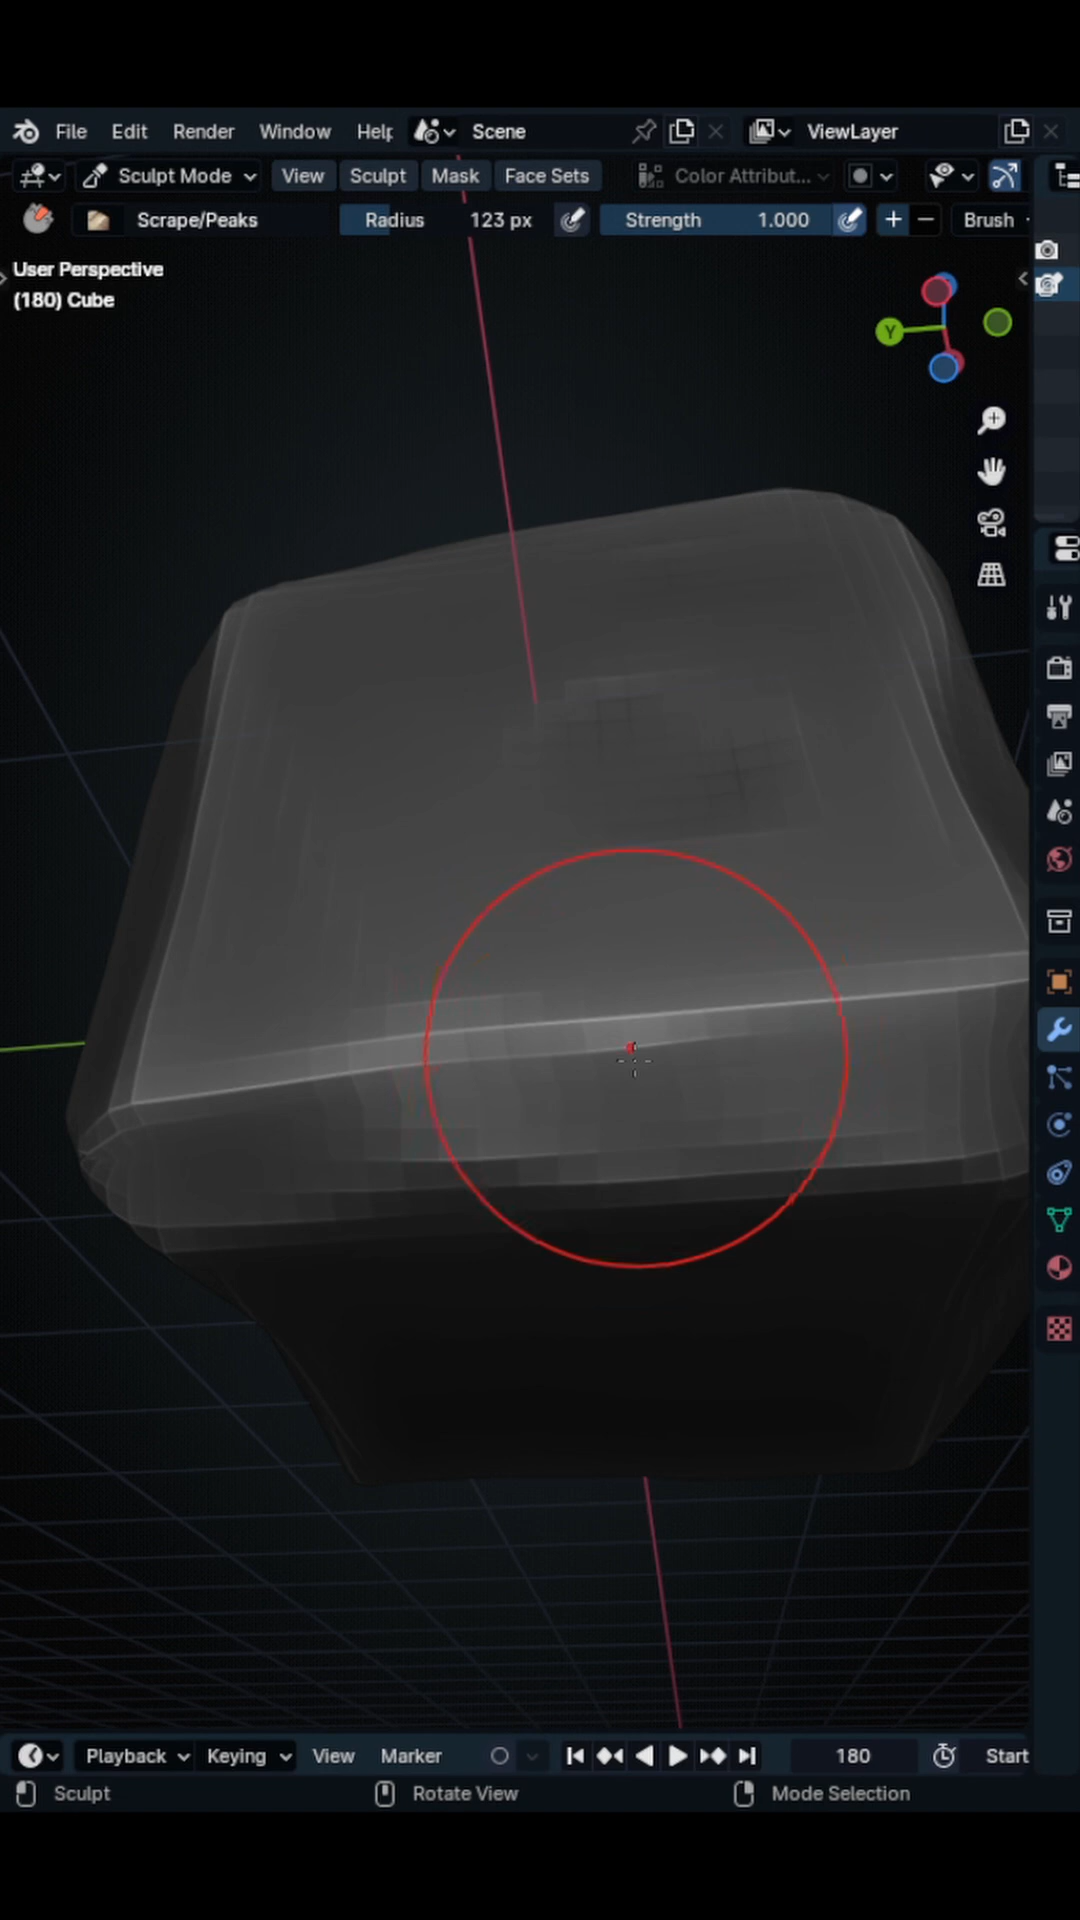 File Edit Render Window Help Scene ViewLayer
Sculpt Mode View Sculpt Mask Face Sets Color Attribut...
Scrape/Peaks Radius 123 px Strength 1.000 + − Brush
User Perspective
(180) Cube
Y
Playback Keying View Marker 180 Start
Sculpt Rotate View Mode Selection